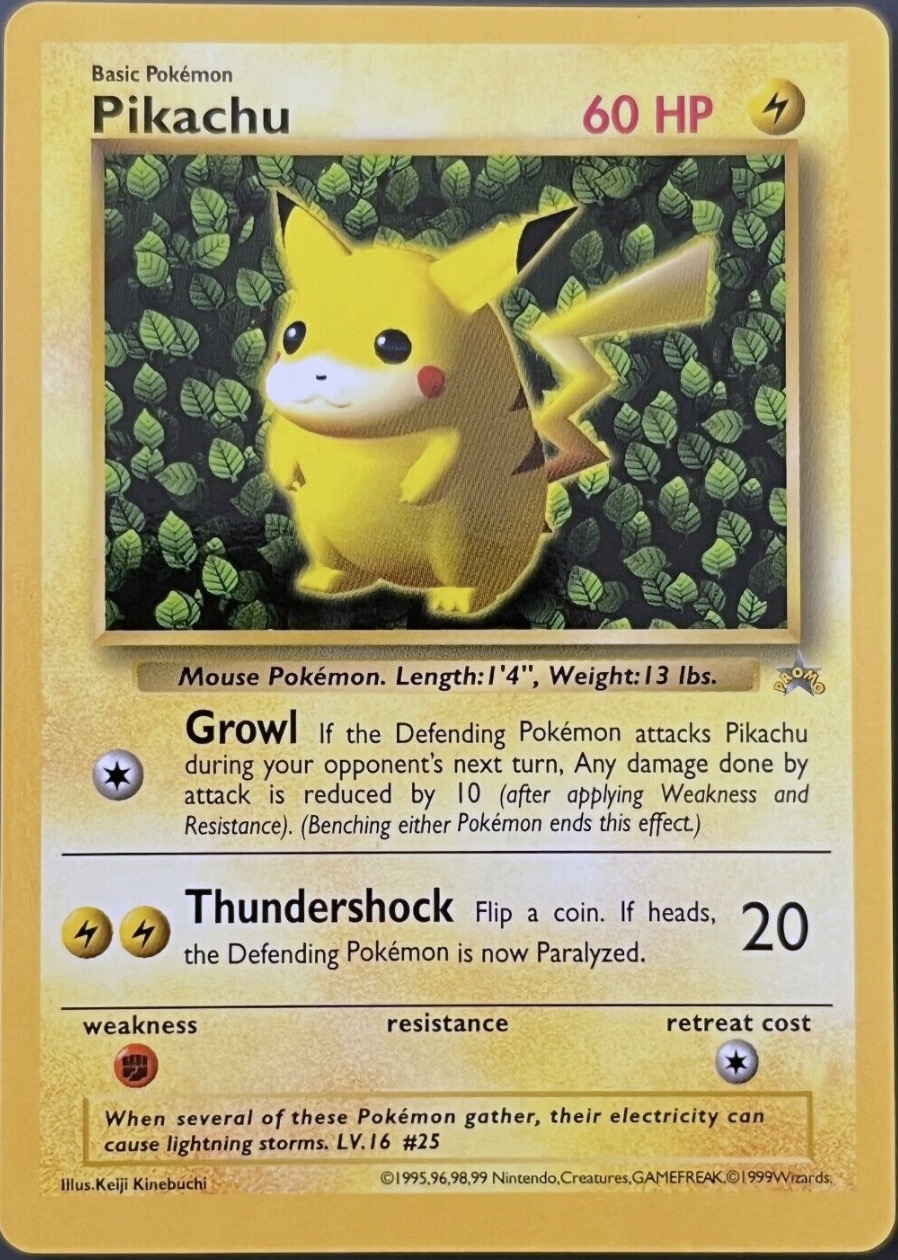 Basic Pokémon
Pikachu 60 HP
Mouse Pokémon. Length:1'4", Weight:13 lbs.
PROMO
Growl If the Defending Pokémon attacks Pikachu
during your opponent's next turn, Any damage done by
attack is reduced by 10 (after applying Weakness and
Resistance). (Benching either Pokémon ends this effect.)
Thundershock Flip a coin. If heads, 20
the Defending Pokémon is now Paralyzed.
weakness resistance retreat cost
When several of these Pokémon gather, their electricity can
cause lightning storms. LV.16 #25
Illus.Keiji Kinebuchi ©1995,96,98,99 Nintendo,Creatures,GAMEFREAK.©1999Wizards.